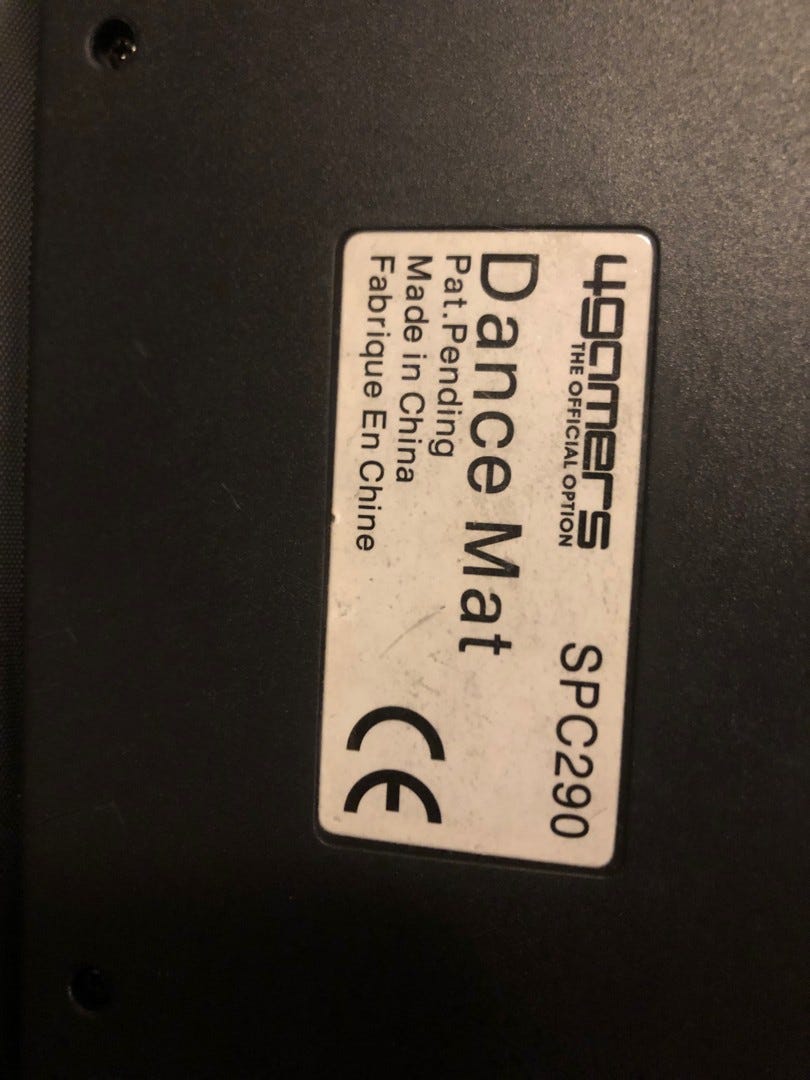 4gamers SPC290
THE OFFICIAL OPTION
Dance Mat
Pat.Pending
Made in China
Fabrique En Chine
CE